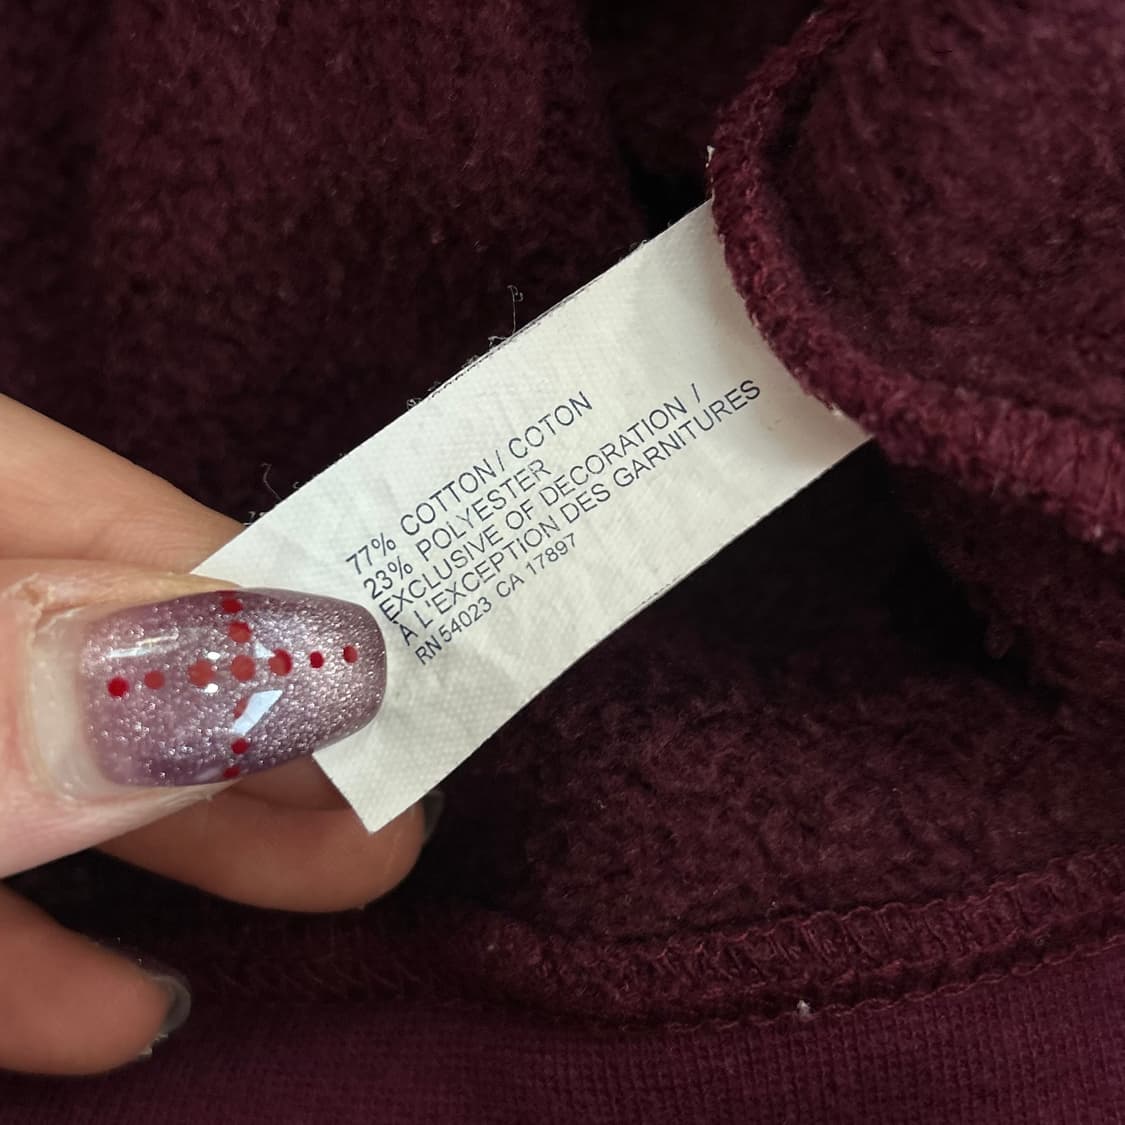 77% COTTON / COTON
23% POLYESTER
EXCLUSIVE OF DECORATION /
À L'EXCEPTION DES GARNITURES
RN 54023 CA 17897